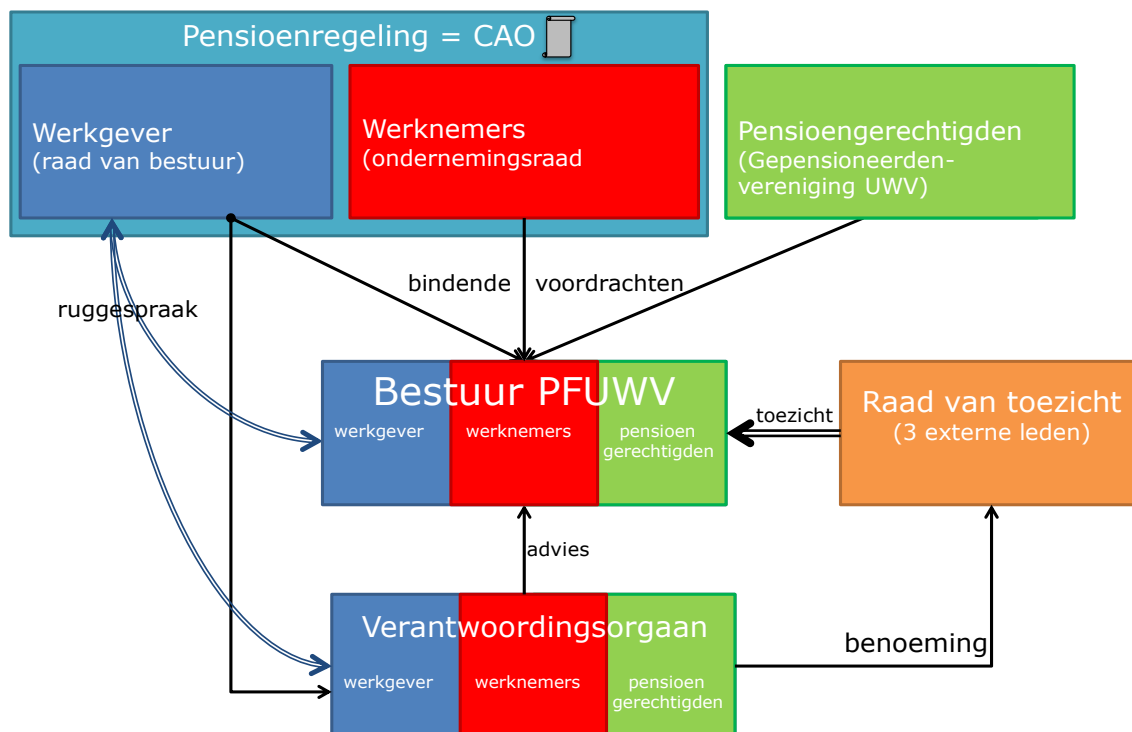 Pensioenregeling = CAO
Werkgever
(raad van bestuur)
Werknemers
(ondernemingsraad
Pensioengerechtigden
(Gepensioneerden-
vereniging UWV)
bindende
voordrachten
ruggespraak
Bestuur PFUWV
werkgever
werknemers
pensioen
gerechtigden
toezicht
Raad van toezicht
(3 externe leden)
advies
Verantwoordingsorgaan
werkgever
werknemers
pensioen
gerechtigden
benoeming